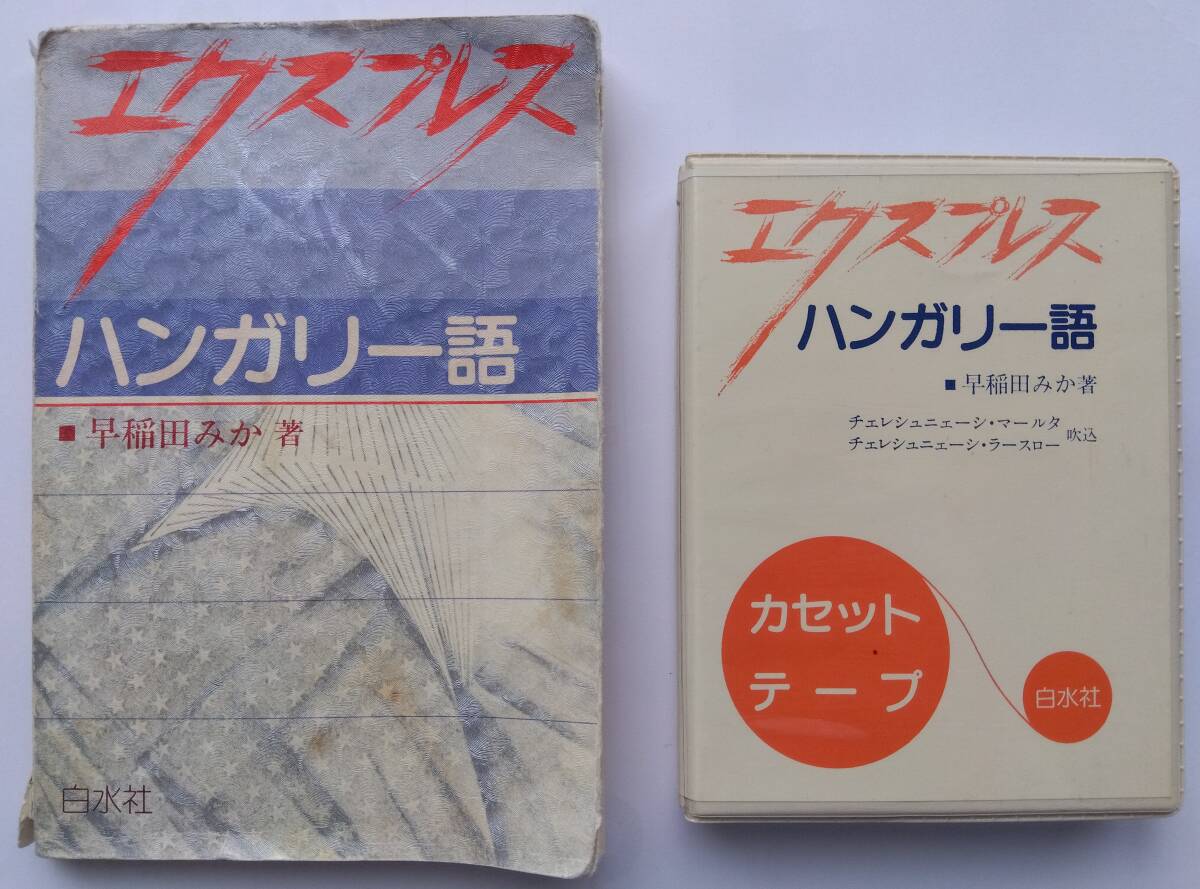 エクスプレス
ハンガリー語
■早稲田みか 著
白水社
エクスプレス
ハンガリー語
■早稲田みか著
チェレシュニェーシ・マールタ
チェレシュニェーシ・ラースロー
吹込
カセット
テープ
白水社